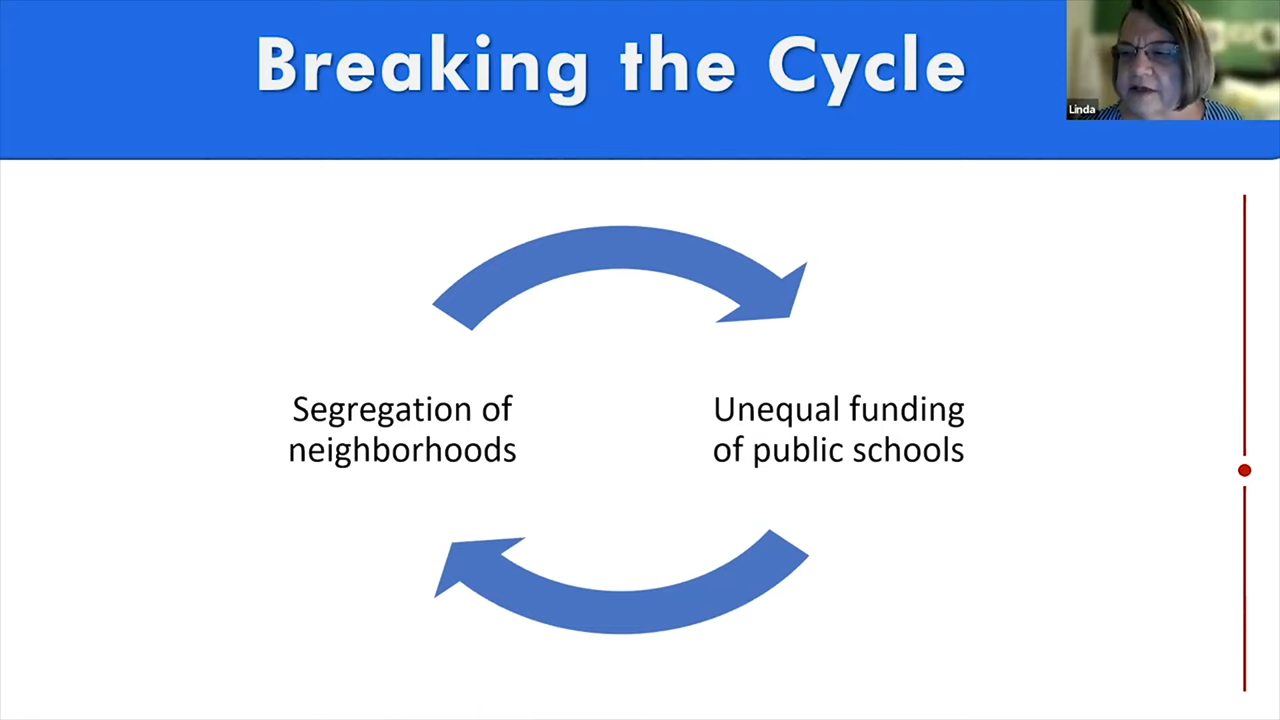 Breaking the Cycle
Linda
Segregation of
neighborhoods
Unequal funding
of public schools